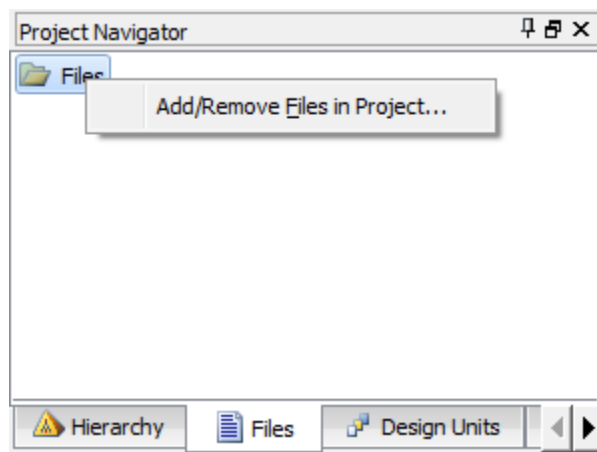 Project Navigator
Files
Add/Remove Files in Project...
Hierarchy
Files
Design Units